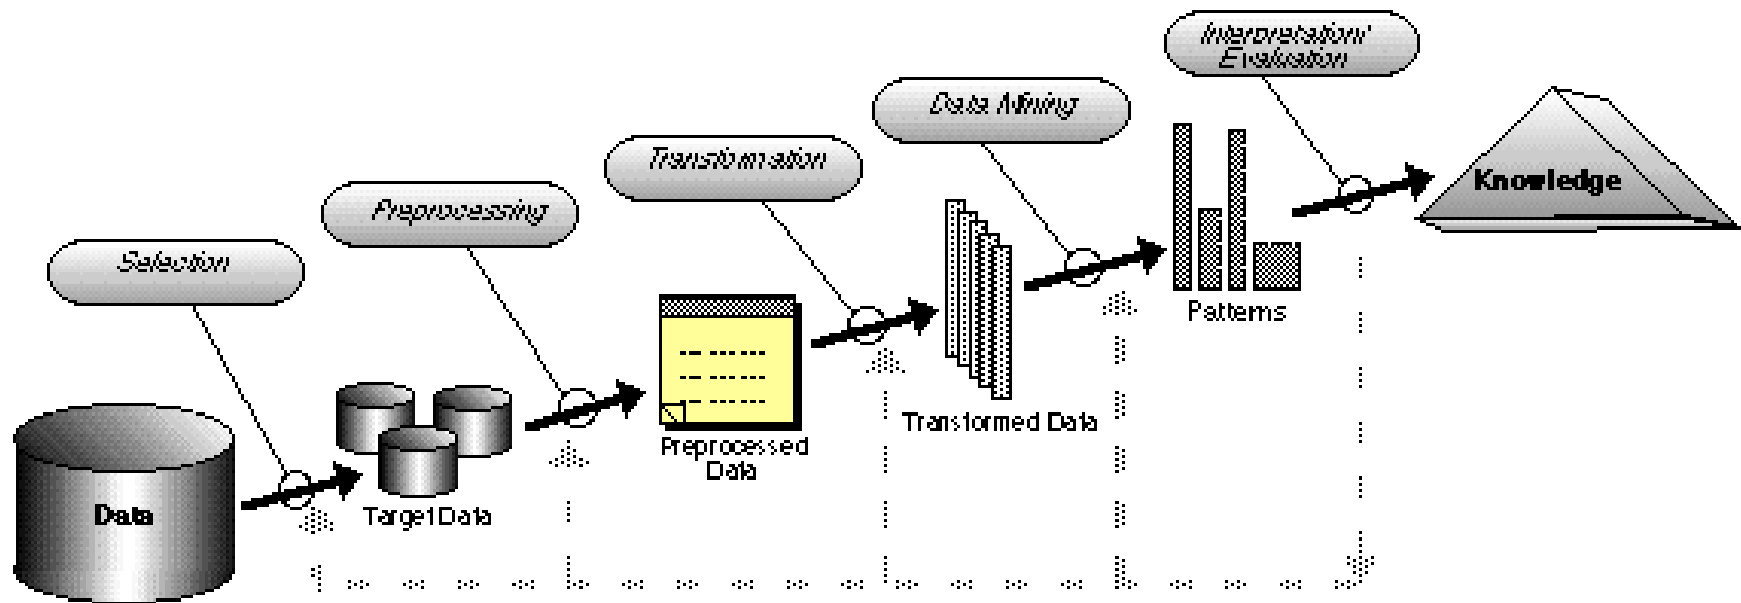 Interpretation/
Evaluation
Data Mining
Transformation
Preprocessing
Selection
Knowledge
Patterns
Transformed Data
Preprocessed
Data
Target Data
Data